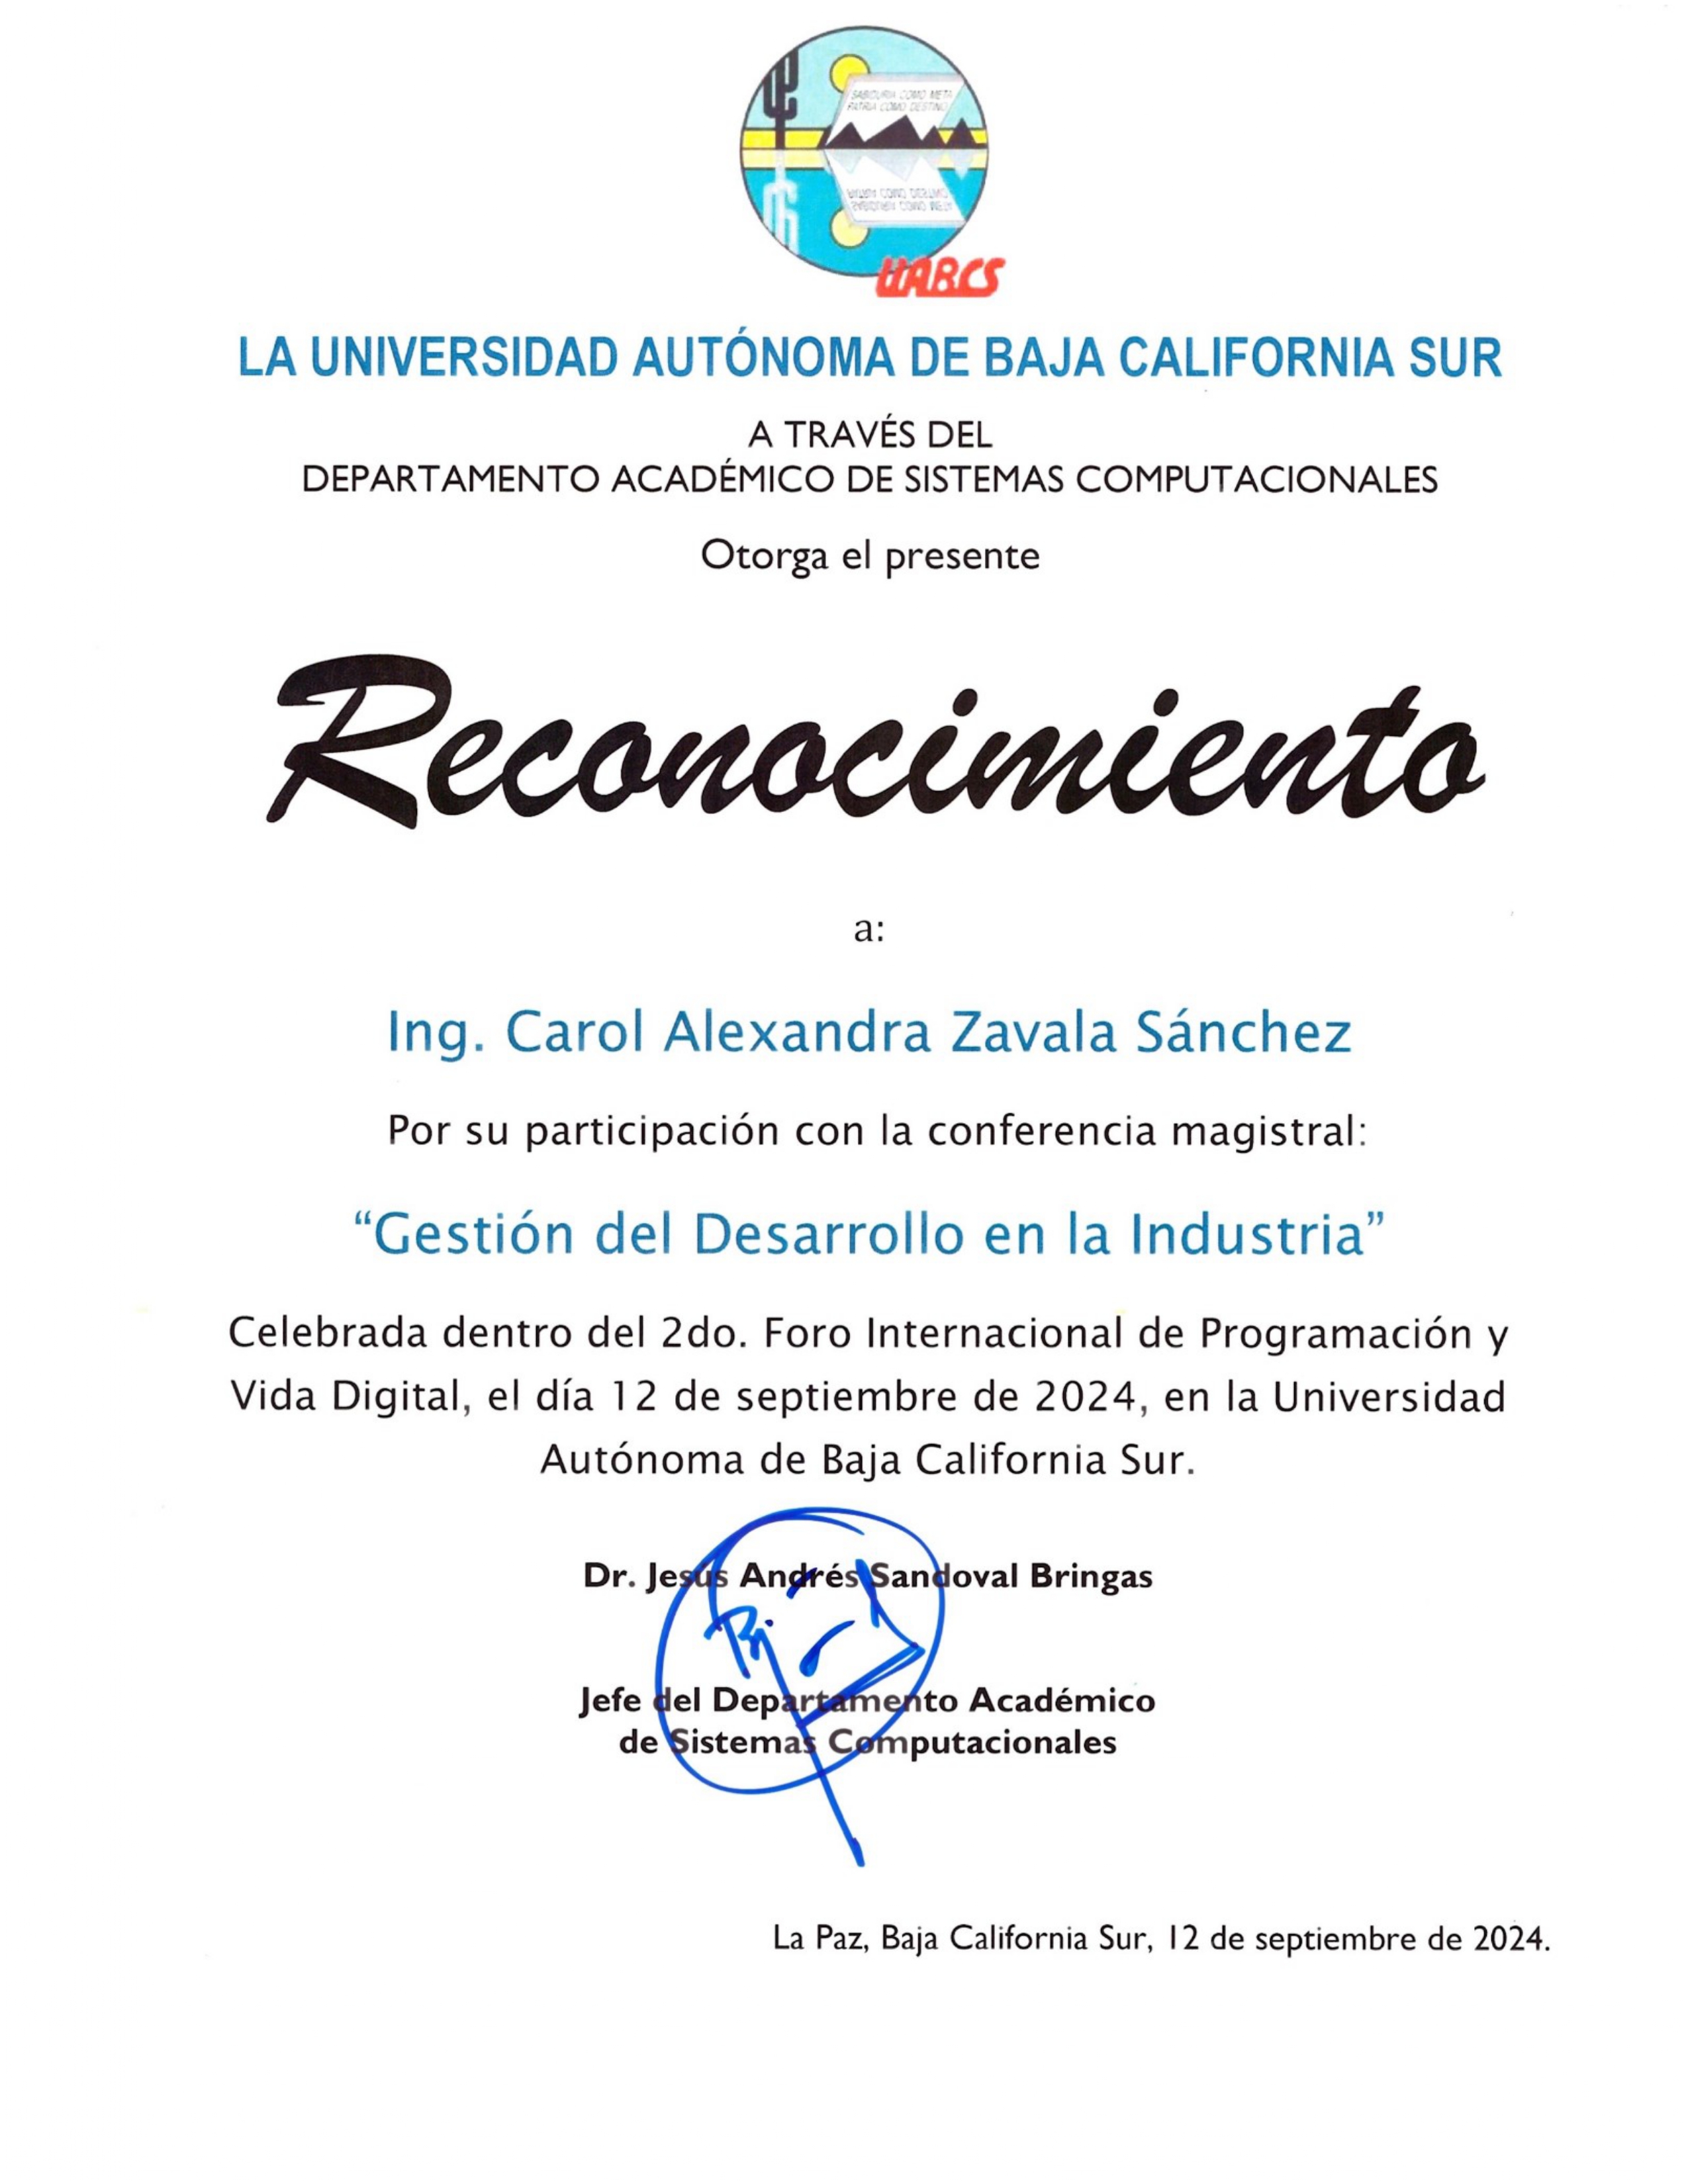 SABIDURIA COMO META
PATRIA COMO DESTINO
UABCS
LA UNIVERSIDAD AUTÓNOMA DE BAJA CALIFORNIA SUR
A TRAVÉS DEL
DEPARTAMENTO ACADÉMICO DE SISTEMAS COMPUTACIONALES
Otorga el presente
Reconocimiento
a:
Ing. Carol Alexandra Zavala Sánchez
Por su participación con la conferencia magistral:
“Gestión del Desarrollo en la Industria”
Celebrada dentro del 2do. Foro Internacional de Programación y
Vida Digital, el día 12 de septiembre de 2024, en la Universidad
Autónoma de Baja California Sur.
Dr. Jesús Andrés Sandoval Bringas
Jefe del Departamento Académico
de Sistemas Computacionales
La Paz, Baja California Sur, 12 de septiembre de 2024.